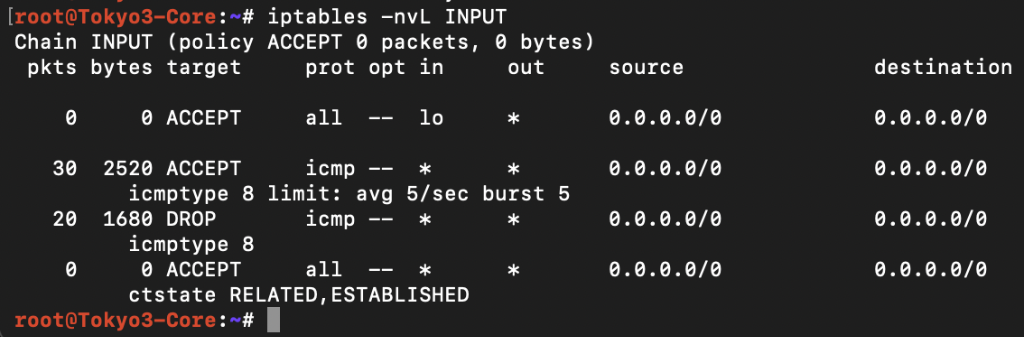 [root@Tokyo3-Core:~# iptables -nvL INPUT
Chain INPUT (policy ACCEPT 0 packets, 0 bytes)
 pkts bytes target     prot opt in     out     source               destination
    0     0 ACCEPT     all  --  lo     *       0.0.0.0/0            0.0.0.0/0
   30  2520 ACCEPT     icmp --  *      *       0.0.0.0/0            0.0.0.0/0
         icmptype 8 limit: avg 5/sec burst 5
   20  1680 DROP       icmp --  *      *       0.0.0.0/0            0.0.0.0/0
         icmptype 8
    0     0 ACCEPT     all  --  *      *       0.0.0.0/0            0.0.0.0/0
         ctstate RELATED,ESTABLISHED
root@Tokyo3-Core:~#